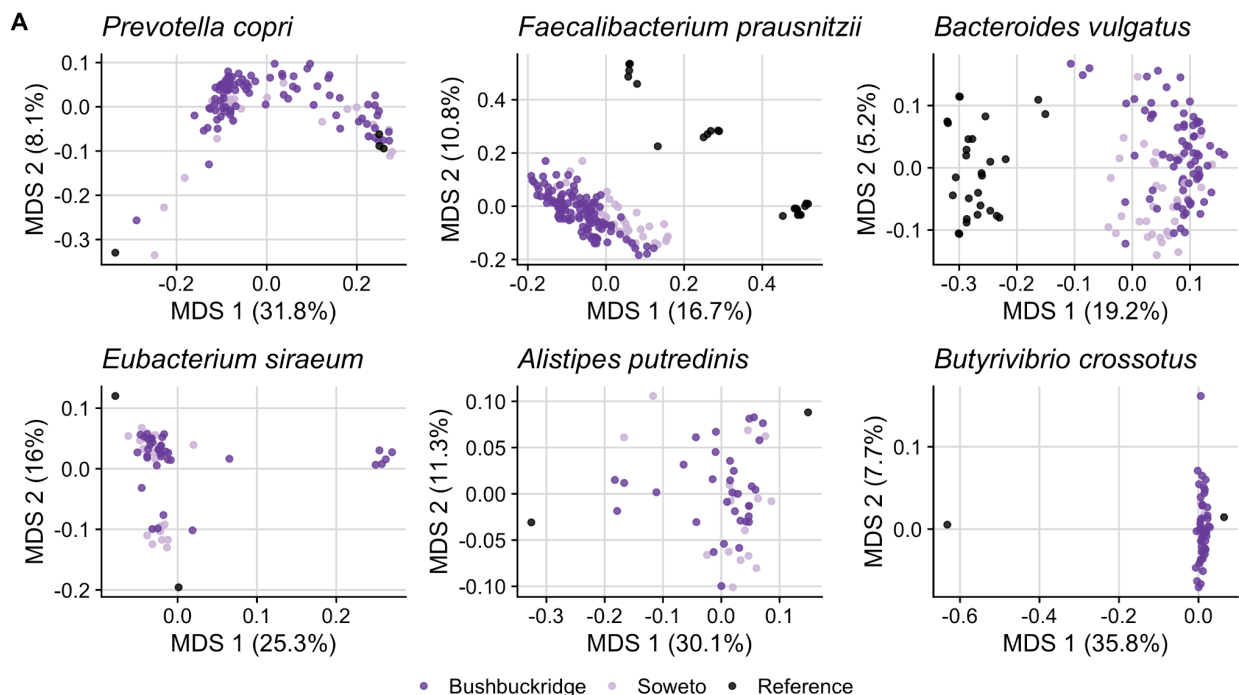 A
Prevotella copri
Faecalibacterium prausnitzii
Bacteroides vulgatus
0.1
0.0
-0.1
-0.2
-0.3
MDS 2 (8.1%)
-0.2
0.0
0.2
MDS 1 (31.8%)
0.4
0.2
0.0
-0.2
MDS 2 (10.8%)
-0.2
0.0
0.2
0.4
MDS 1 (16.7%)
0.1
0.0
-0.1
MDS 2 (5.2%)
-0.3
-0.2
-0.1
0.0
0.1
MDS 1 (19.2%)
Eubacterium siraeum
Alistipes putredinis
Butyrivibrio crossotus
0.1
0.0
-0.1
-0.2
MDS 2 (16%)
0.0
0.1
0.2
MDS 1 (25.3%)
0.10
0.05
0.00
-0.05
-0.10
MDS 2 (11.3%)
-0.3
-0.2
-0.1
0.0
0.1
MDS 1 (30.1%)
0.1
0.0
MDS 2 (7.7%)
-0.6
-0.4
-0.2
0.0
MDS 1 (35.8%)
Bushbuckridge
Soweto
Reference